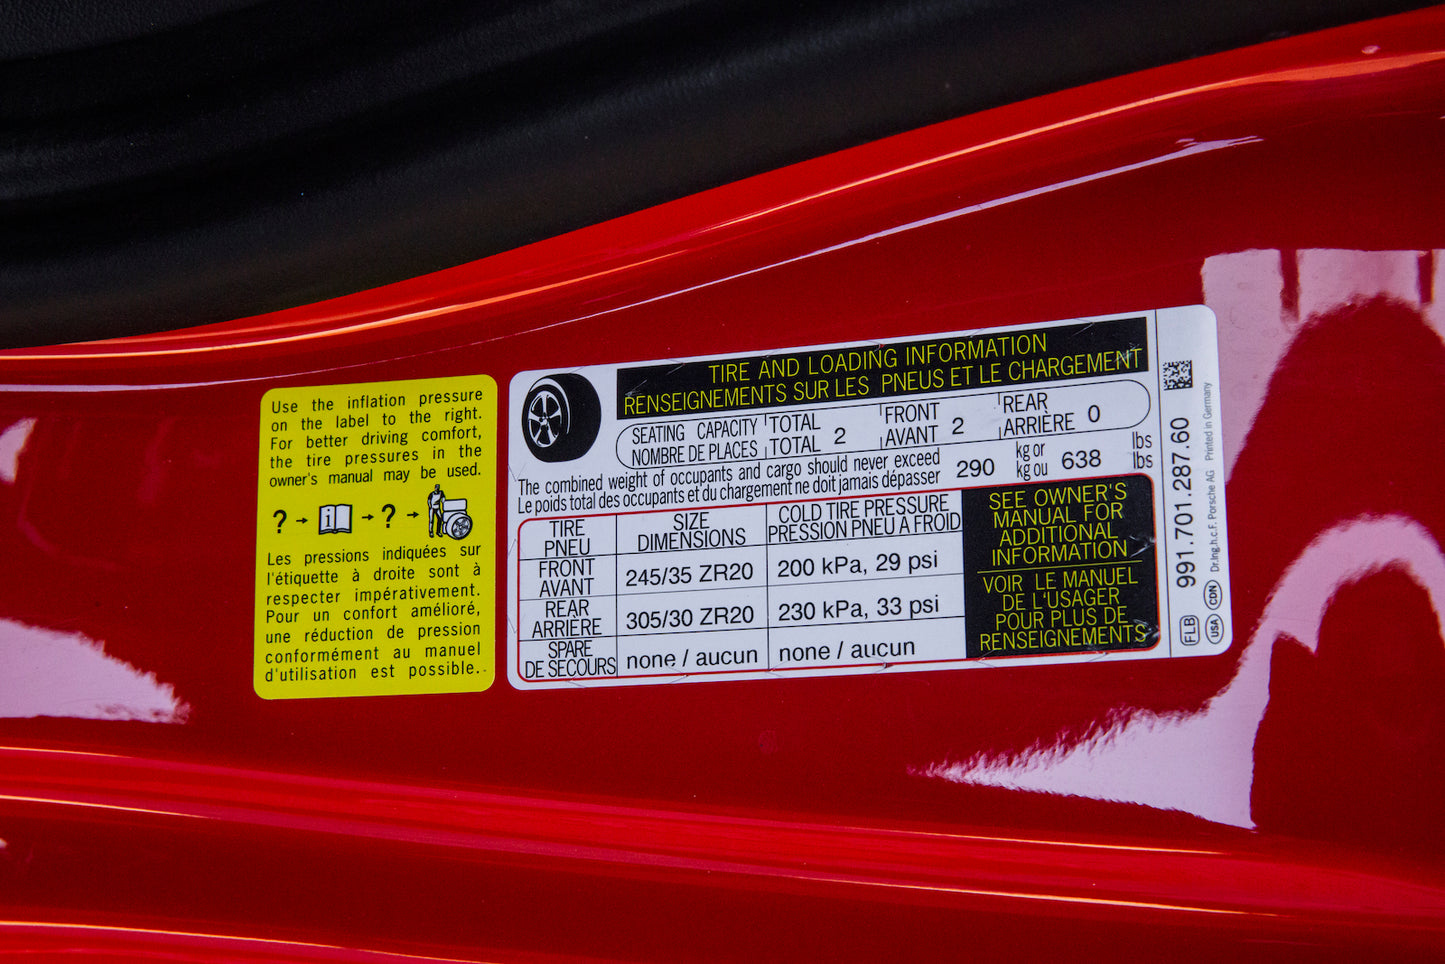 Use the inflation pressure
on the label to the right.
For better driving comfort,
the tire pressures in the
owner's manual may be used.
? → i → ? →
Les pressions indiquées sur
l'étiquette à droite sont à
respecter impérativement.
Pour un confort amélioré,
une réduction de pression
conformément au manuel
d'utilisation est possible.
TIRE AND LOADING INFORMATION
RENSEIGNEMENTS SUR LES PNEUS ET LE CHARGEMENT
SEATING CAPACITY TOTAL 2 FRONT 2 REAR 0
NOMBRE DE PLACES TOTAL AVANT ARRIÈRE
The combined weight of occupants and cargo should never exceed 290 kg or 638 lbs
Le poids total des occupants et du chargement ne doit jamais dépasser kg ou lbs
TIRE SIZE COLD TIRE PRESSURE
PNEU DIMENSIONS PRESSION PNEU A FROID
FRONT 245/35 ZR20 200 kPa, 29 psi
AVANT
REAR 305/30 ZR20 230 kPa, 33 psi
ARRIÈRE
SPARE none / aucun none / aucun
DE SECOURS
SEE OWNER'S
MANUAL FOR
ADDITIONAL
INFORMATION
VOIR LE MANUEL
DE L'USAGER
POUR PLUS DE
RENSEIGNEMENTS
FLB 991.701.287.60
USA CDN Dr.Ing.h.c.F. Porsche AG Printed in Germany